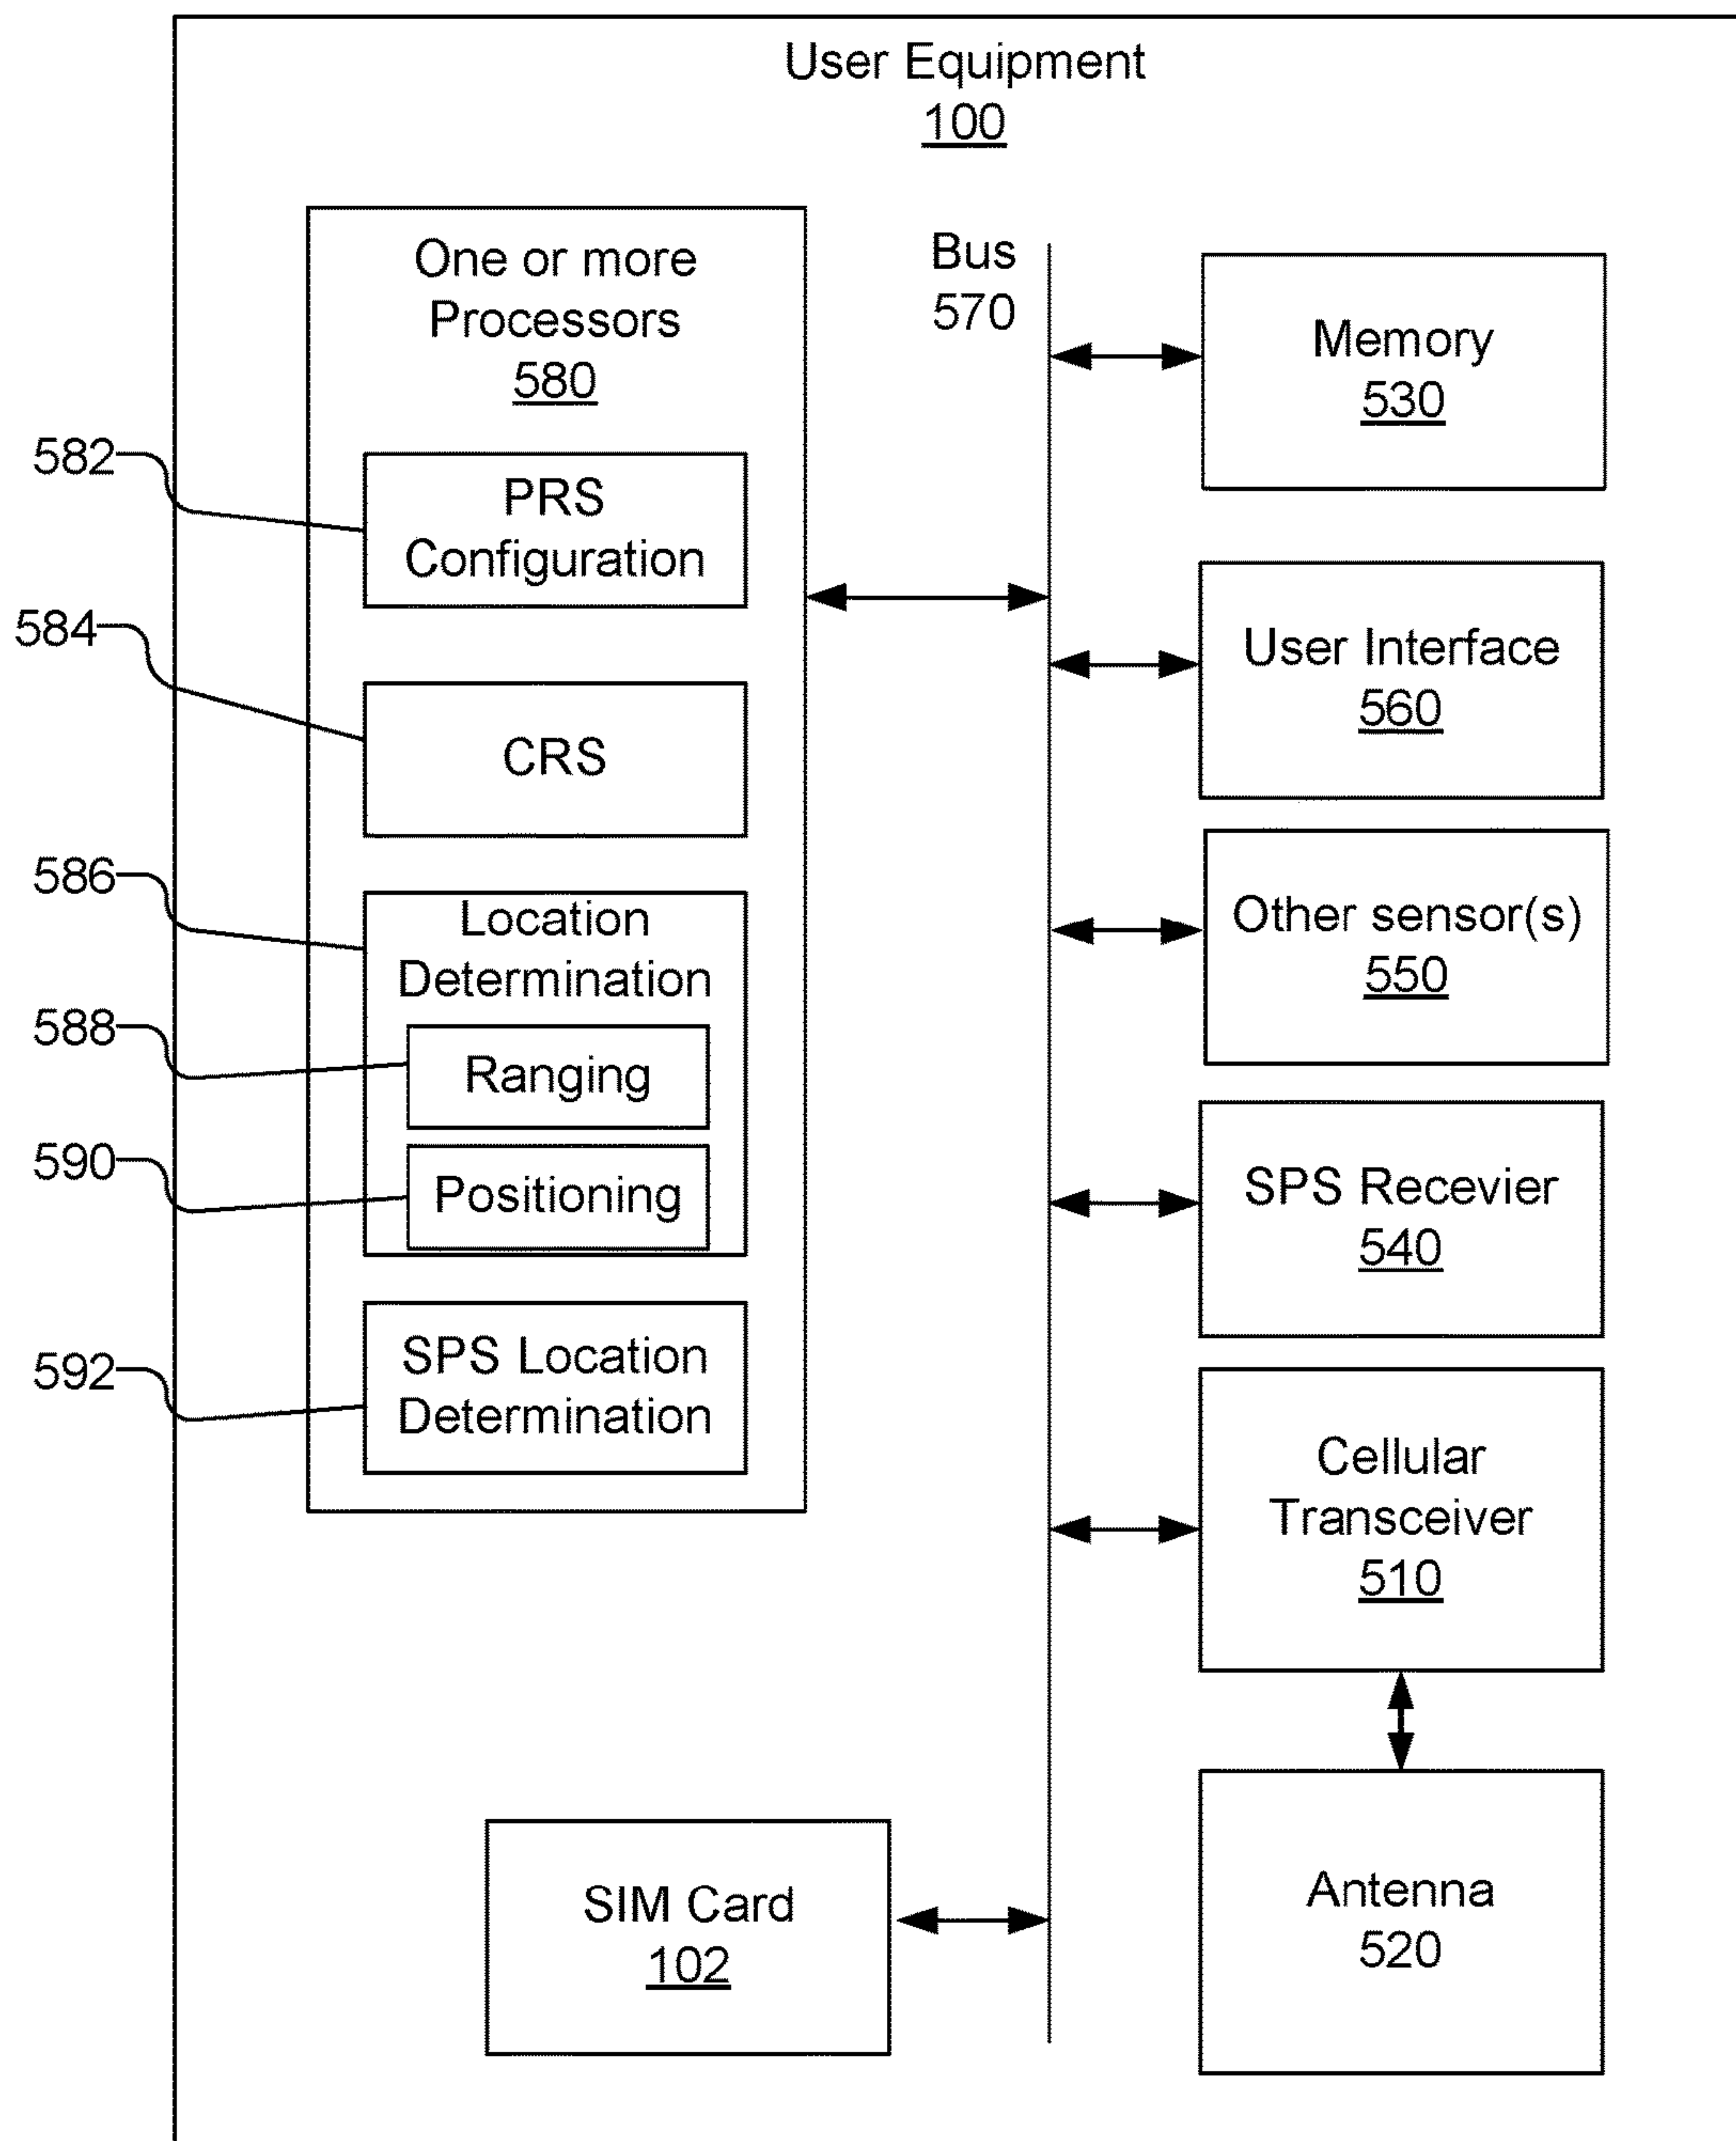 User Equipment
100
One or more
Processors
580
582
PRS
Configuration
584
CRS
586
Location
Determination
588
Ranging
590
Positioning
592
SPS Location
Determination
Bus
570
Memory
530
User Interface
560
Other sensor(s)
550
SPS Recevier
540
Cellular
Transceiver
510
SIM Card
102
Antenna
520